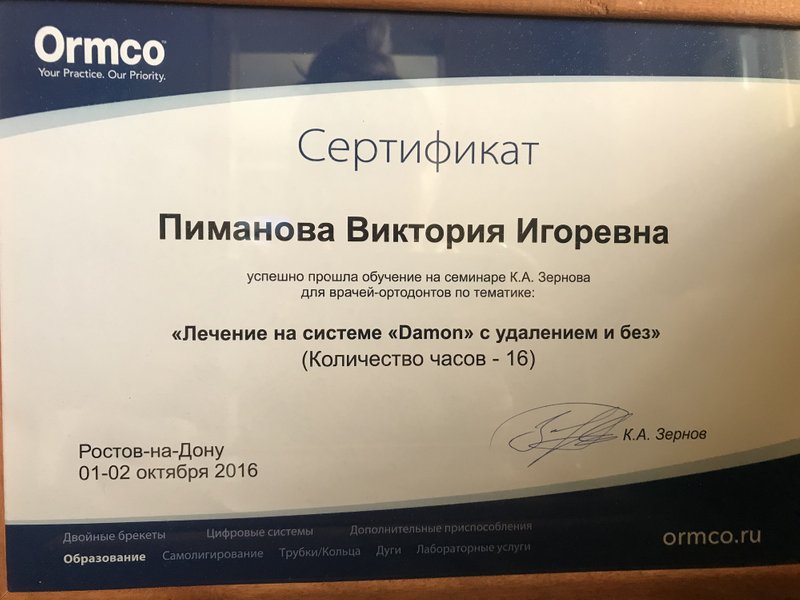 Ormco
Your Practice. Our Priority.
Сертификат
Пиманова Виктория Игоревна
успешно прошла обучение на семинаре К.А. Зернова
для врачей-ортодонтов по тематике:
«Лечение на системе «Damon» с удалением и без»
(Количество часов - 16)
К.А. Зернов
Ростов-на-Дону
01-02 октября 2016
Двойные брекеты Цифровые системы Дополнительные приспособления
Образование Самолигирование Трубки/Кольца Дуги Лабораторные услуги
ormco.ru